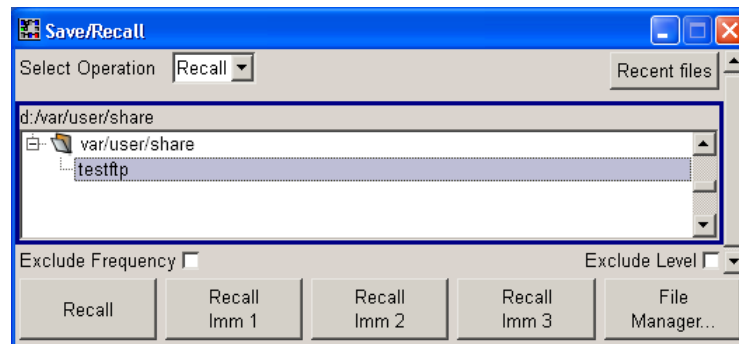 Save/Recall
Select Operation Recall Recent files
d:/var/user/share
var/user/share
testftp
Exclude Frequency Exclude Level
Recall Recall Imm 1 Recall Imm 2 Recall Imm 3 File Manager...